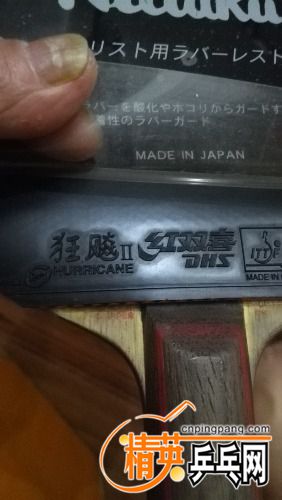 リスト用ラバーレスト
ラバーを酸化やホコリからガードす
着性のラバーガード
MADE IN JAPAN
狂飚II 红双喜 ITTF
HURRICANE DHS MADE IN
cnpingpang.com
精英乒乓网